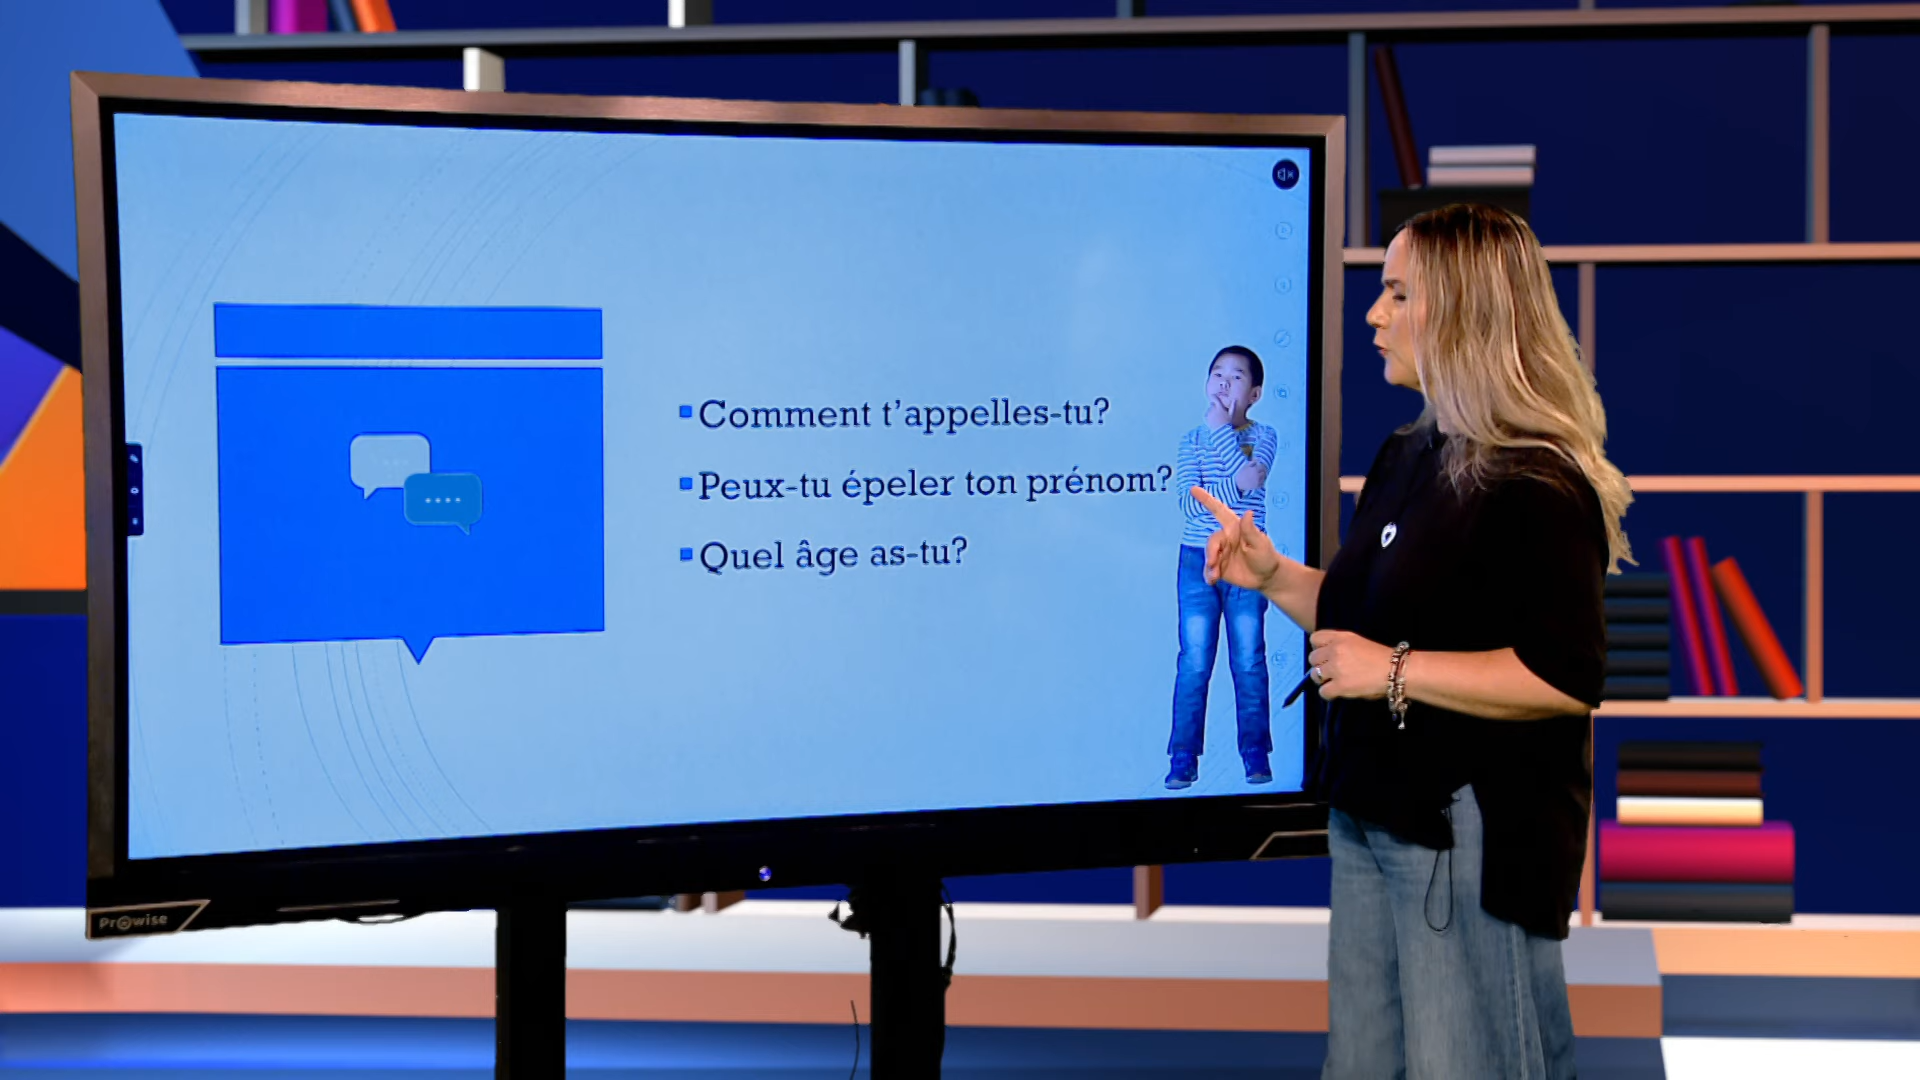 Comment t'appelles-tu?
Peux-tu épeler ton prénom?
Quel âge as-tu?
Prowise